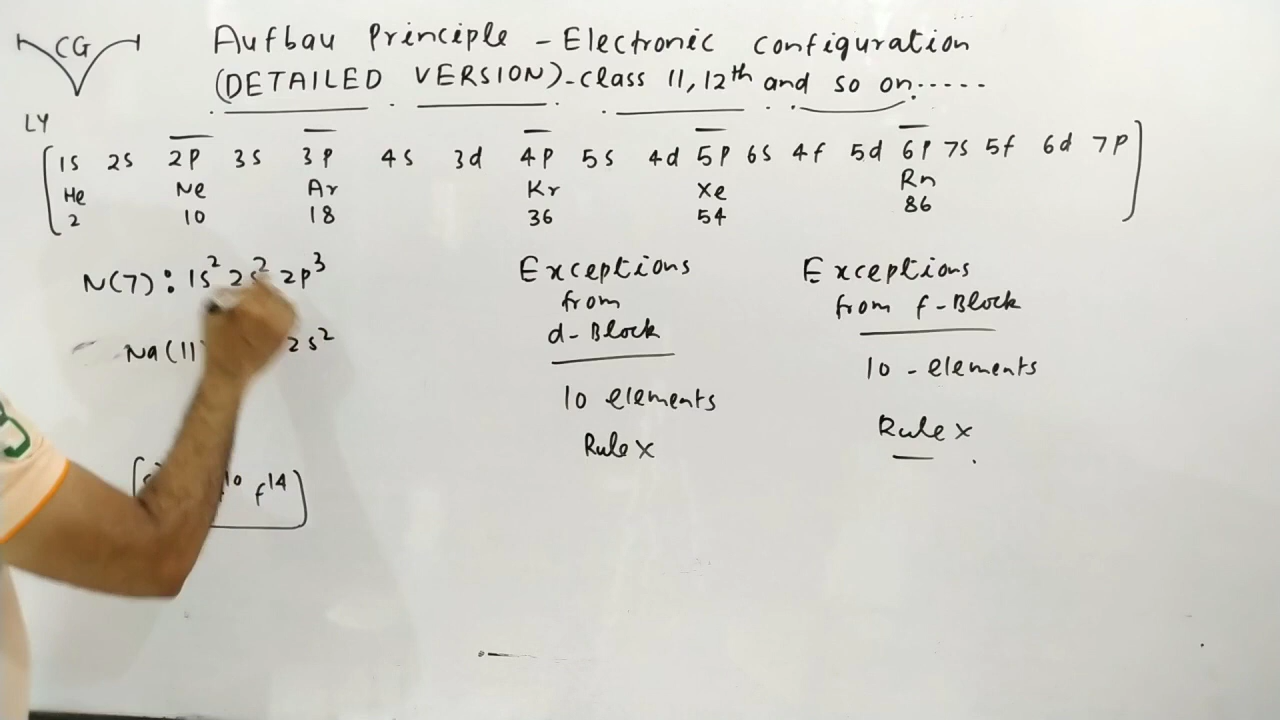 CG
Aufbau Principle - Electronic configuration
(DETAILED VERSION) - Class 11, 12th and so on.....
LY
1s 2s 2p 3s 3p 4s 3d 4p 5s 4d 5p 6s 4f 5d 6p 7s 5f 6d 7p
He Ne Ar Kr Xe Rn
2 10 18 36 54 86
N(7): 1s² 2s² 2p³
Na(11) 2s²
10 f14
Exceptions
from
d-Block
10 elements
Rule x
Exceptions
from f-Block
10 - elements
Rule x